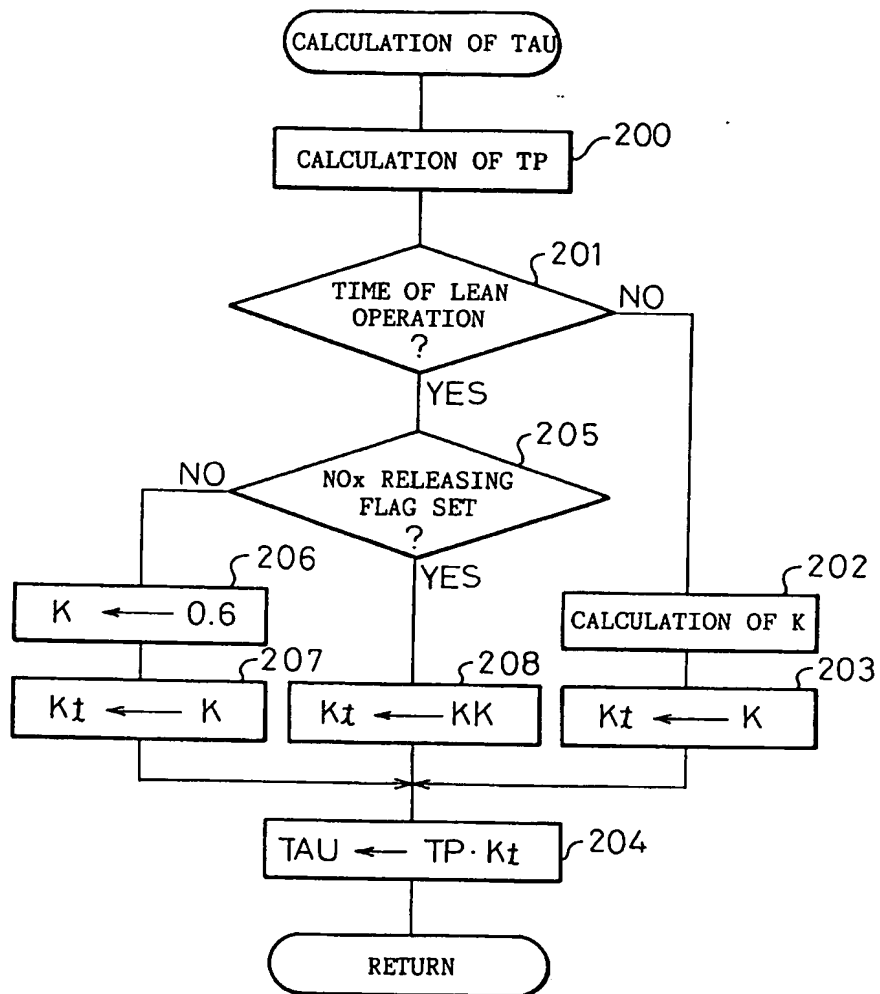 CALCULATION OF TAU
CALCULATION OF TP
200
201
TIME OF LEAN
OPERATION
?
NO
YES
205
NOx RELEASING
FLAG SET
?
NO
YES
206
K ← 0.6
202
CALCULATION OF K
207
Kt ← K
208
Kt ← KK
203
Kt ← K
TAU ← TP·Kt
204
RETURN